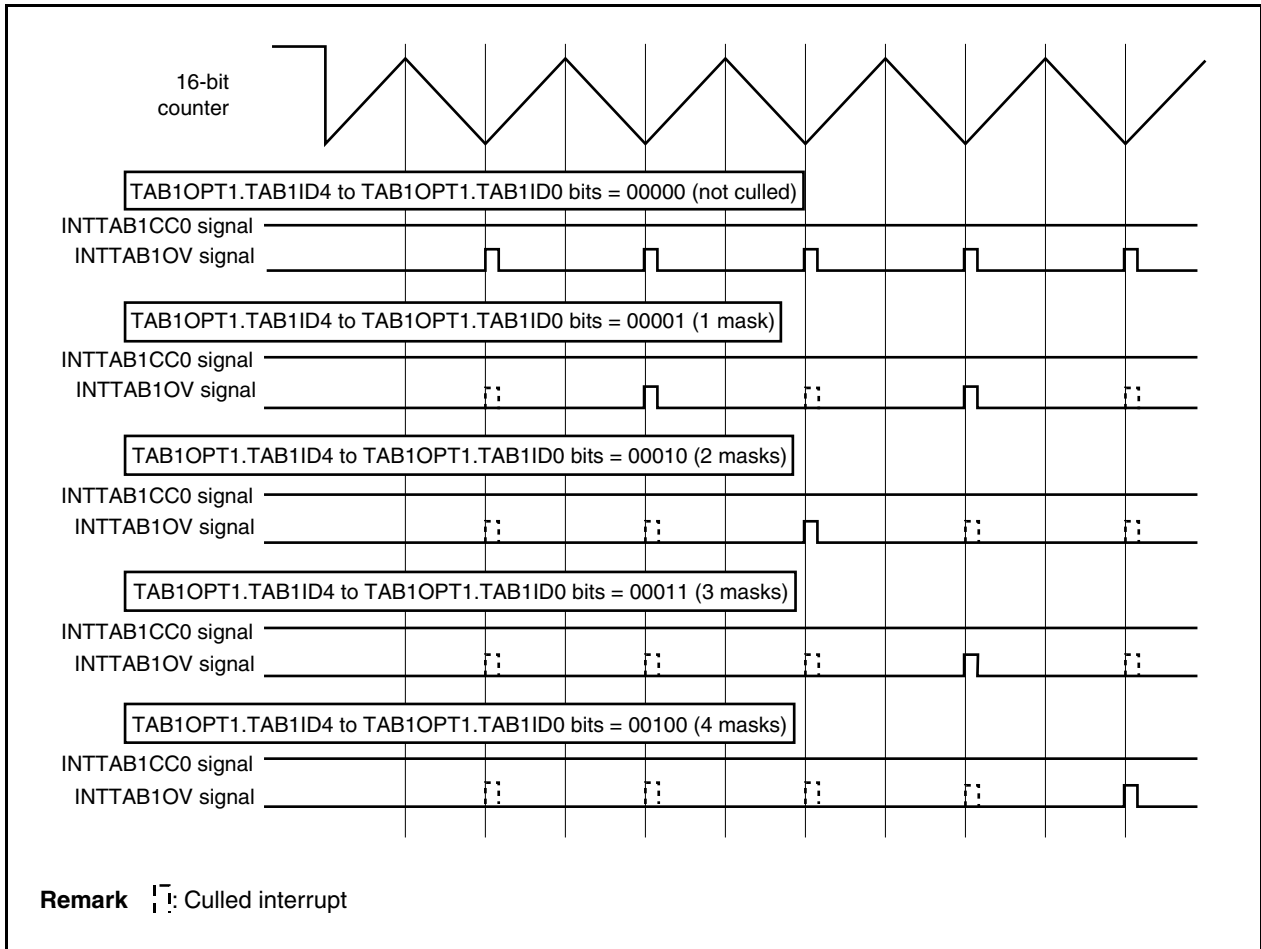 16-bit
counter
TAB1OPT1.TAB1ID4 to TAB1OPT1.TAB1ID0 bits = 00000 (not culled)
INTTAB1CC0 signal
INTTAB1OV signal
TAB1OPT1.TAB1ID4 to TAB1OPT1.TAB1ID0 bits = 00001 (1 mask)
INTTAB1CC0 signal
INTTAB1OV signal
TAB1OPT1.TAB1ID4 to TAB1OPT1.TAB1ID0 bits = 00010 (2 masks)
INTTAB1CC0 signal
INTTAB1OV signal
TAB1OPT1.TAB1ID4 to TAB1OPT1.TAB1ID0 bits = 00011 (3 masks)
INTTAB1CC0 signal
INTTAB1OV signal
TAB1OPT1.TAB1ID4 to TAB1OPT1.TAB1ID0 bits = 00100 (4 masks)
INTTAB1CC0 signal
INTTAB1OV signal
Remark : Culled interrupt